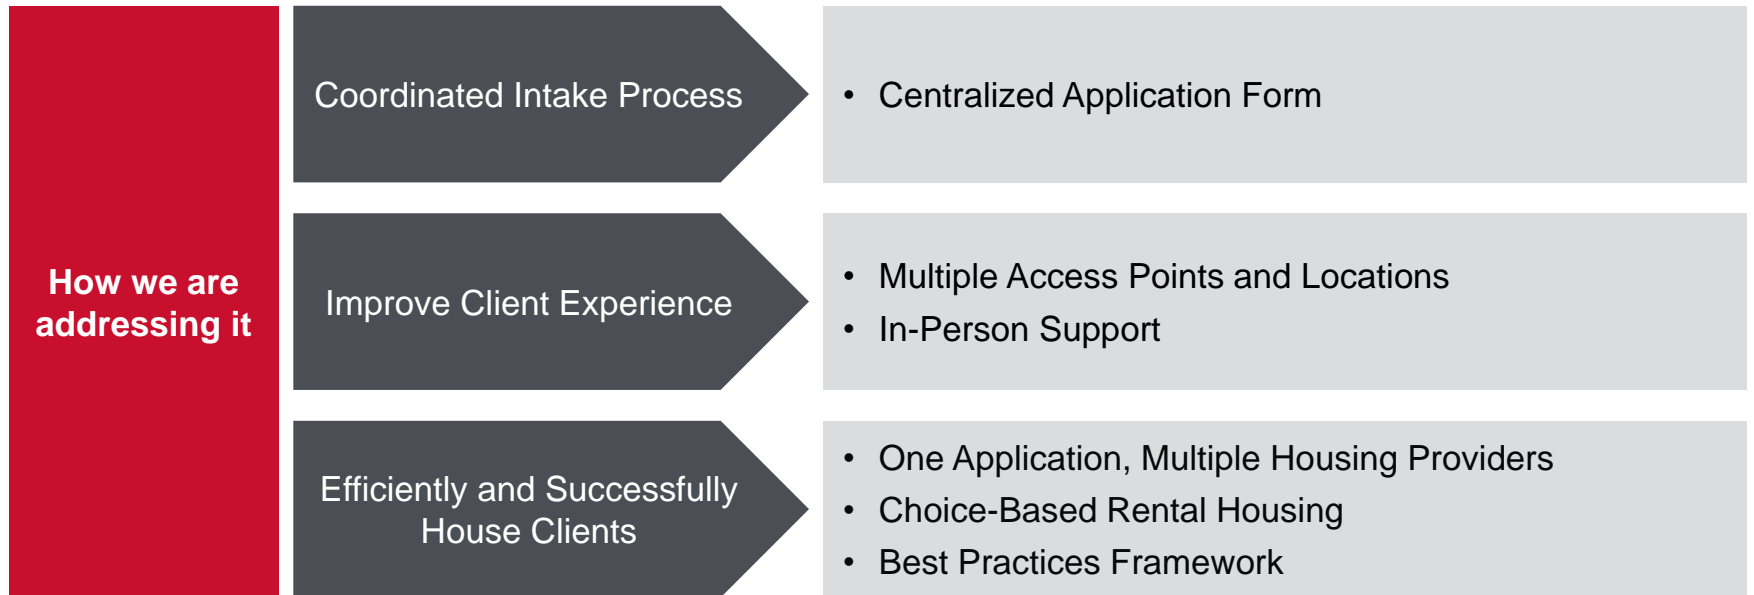 How we are
addressing it
Coordinated Intake Process
• Centralized Application Form
Improve Client Experience
• Multiple Access Points and Locations
• In-Person Support
Efficiently and Successfully
House Clients
• One Application, Multiple Housing Providers
• Choice-Based Rental Housing
• Best Practices Framework